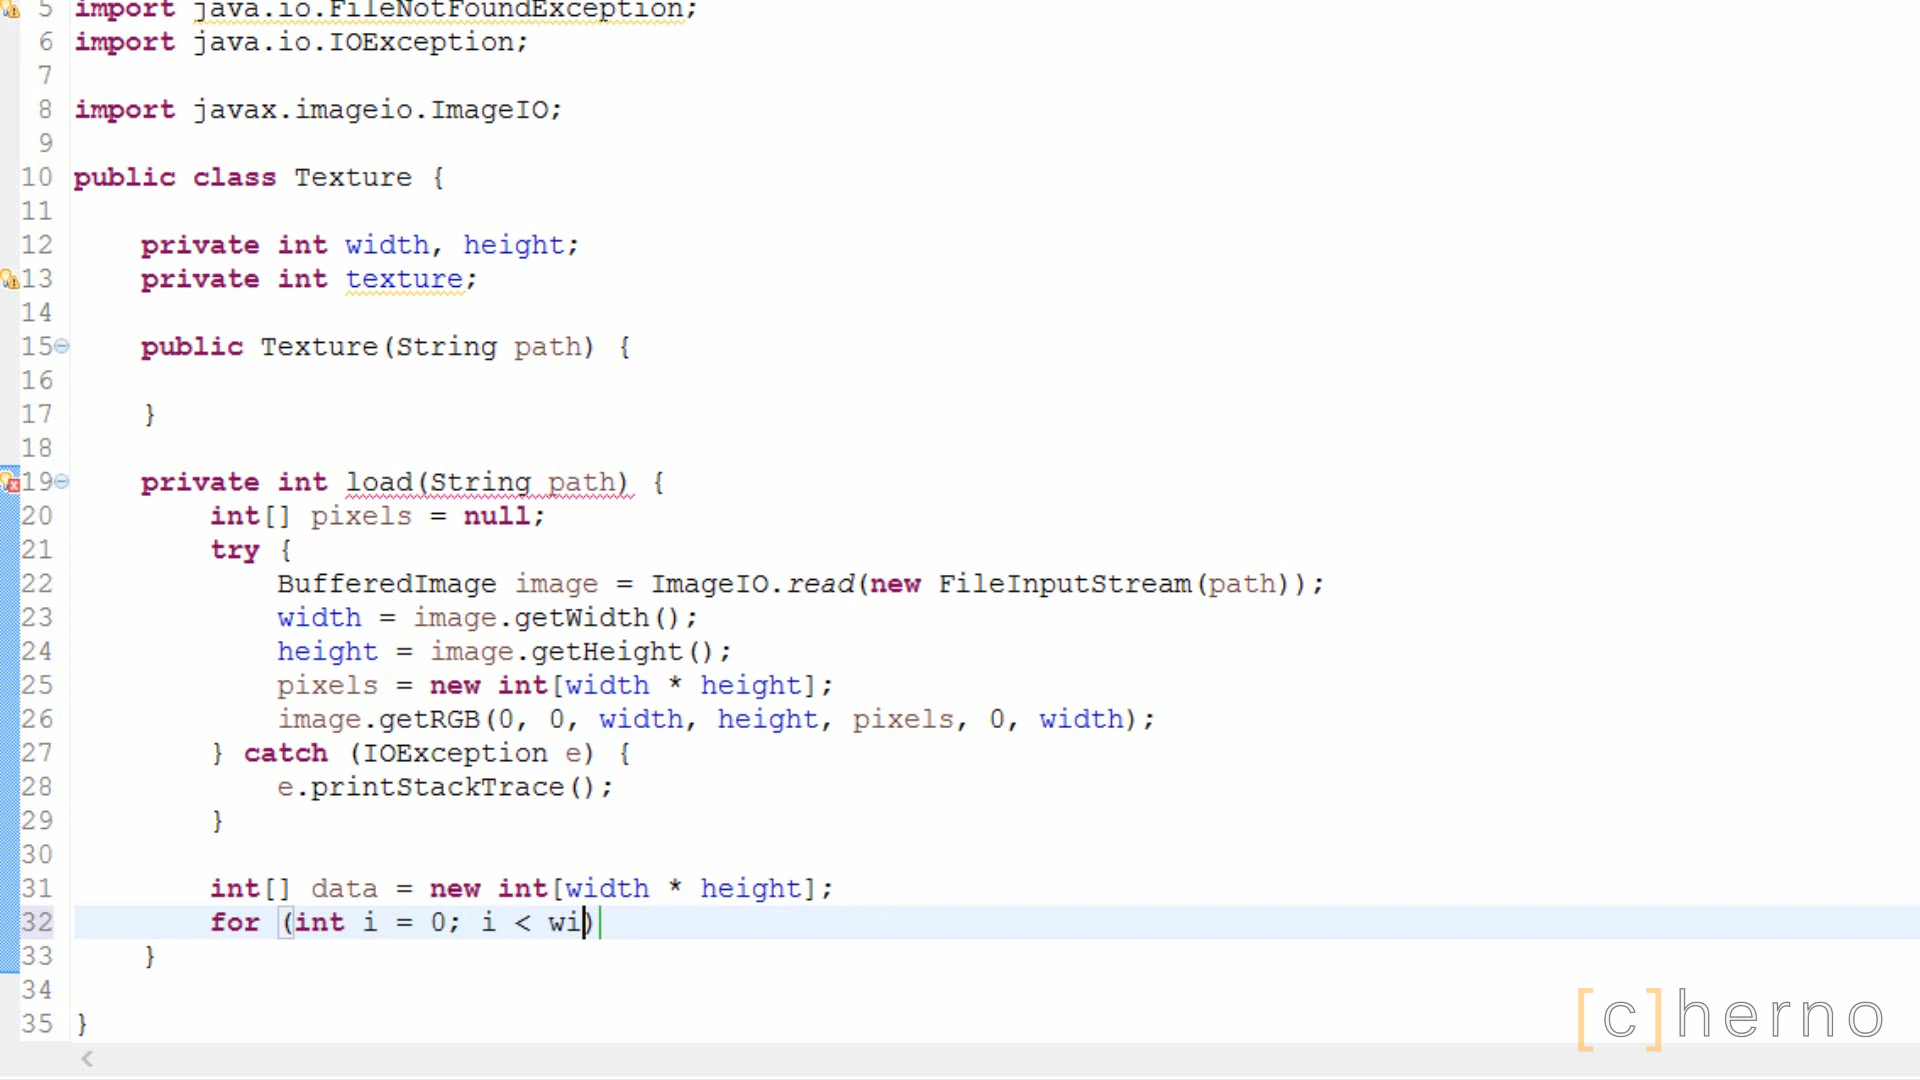 5 import java.io.FileNotFoundException;
6 import java.io.IOException;
7
8 import javax.imageio.ImageIO;
9
10 public class Texture {
11
12 private int width, height;
13 private int texture;
14
15 public Texture(String path) {
16
17 }
18
19 private int load(String path) {
20 int[] pixels = null;
21 try {
22 BufferedImage image = ImageIO.read(new FileInputStream(path));
23 width = image.getWidth();
24 height = image.getHeight();
25 pixels = new int[width * height];
26 image.getRGB(0, 0, width, height, pixels, 0, width);
27 } catch (IOException e) {
28 e.printStackTrace();
29 }
30
31 int[] data = new int[width * height];
32 for (int i = 0; i < wi)
33 }
34
35 }
[c]herno